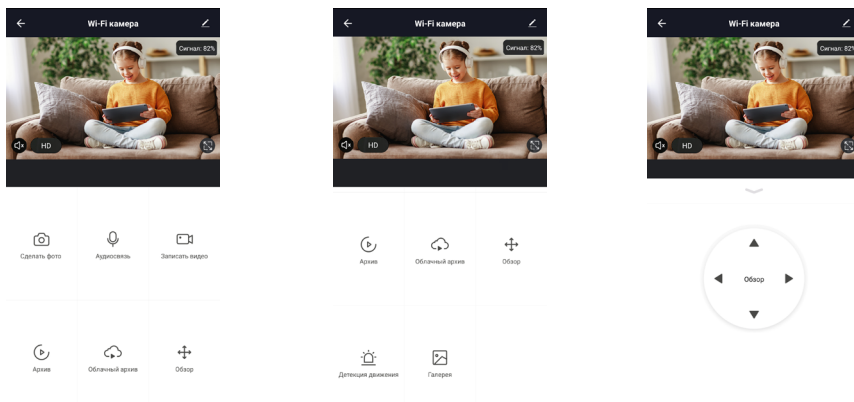 Wi-Fi камера
Сигнал: 82%
HD
Сделать фото
Аудиосвязь
Записать видео
Архив
Облачный архив
Обзор
Wi-Fi камера
Сигнал: 82%
HD
Архив
Облачный архив
Обзор
Детекция движения
Галерея
Wi-Fi камера
Сигнал: 82%
HD
Обзор